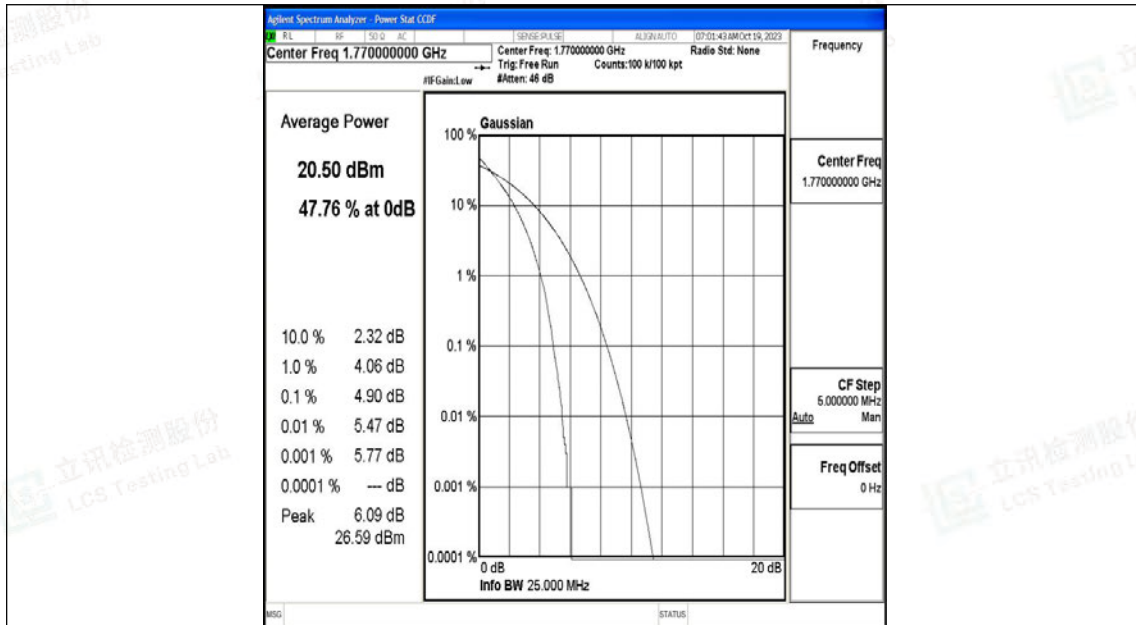 Agilent Spectrum Analyzer - Power Stat CCDF
RL RF 50 Ω AC SENSE:PULSE ALIGNAUTO 07:01:43 AM Oct 19, 2023
Center Freq 1.770000000 GHz
Center Freq: 1.770000000 GHz Radio Std: None
Trig: Free Run Counts:100 k/100 kpt
#IFGain:Low #Atten: 46 dB
Frequency
Average Power
20.50 dBm
47.76 % at 0dB
10.0 % 2.32 dB
1.0 % 4.06 dB
0.1 % 4.90 dB
0.01 % 5.47 dB
0.001 % 5.77 dB
0.0001 % --- dB
Peak 6.09 dB
26.59 dBm
Gaussian
100 %
10 %
1 %
0.1 %
0.01 %
0.001 %
0.0001 %
0 dB 20 dB
Info BW 25.000 MHz
Center Freq
1.770000000 GHz
CF Step
5.000000 MHz
Auto Man
Freq Offset
0 Hz
MSG STATUS
立讯检测股份
LCS Testing Lab